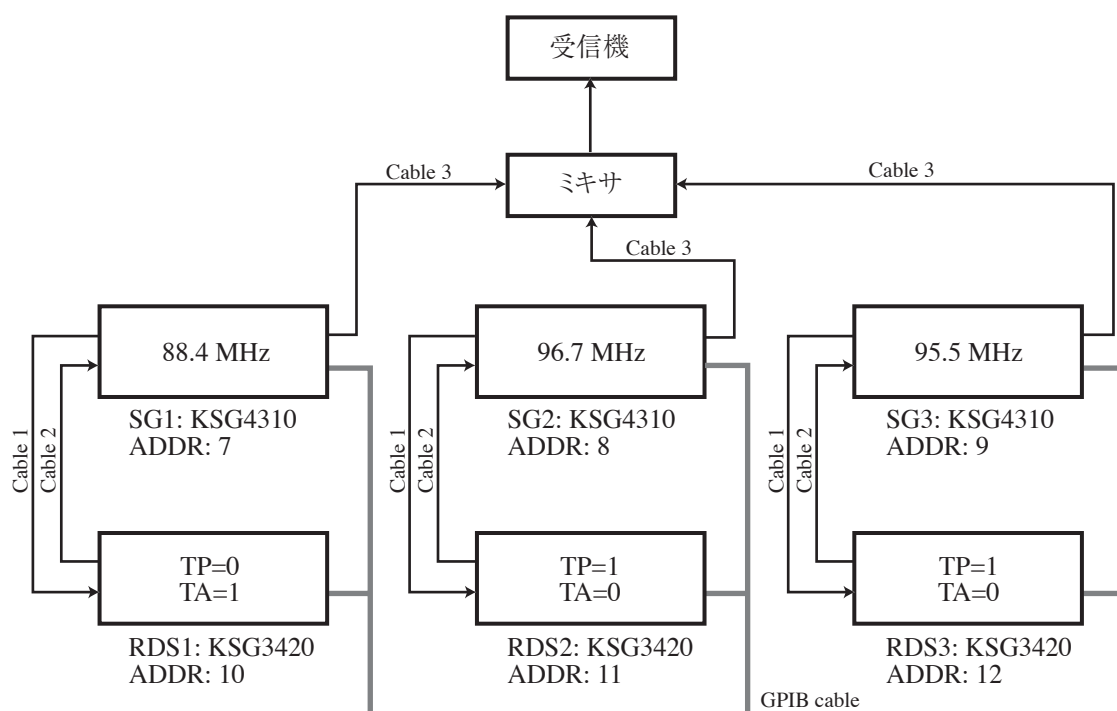 受信機
Cable 3
ミキサ
Cable 3
Cable 3
88.4 MHz
96.7 MHz
95.5 MHz
SG1: KSG4310
ADDR: 7
SG2: KSG4310
ADDR: 8
SG3: KSG4310
ADDR: 9
Cable 1
Cable 2
Cable 1
Cable 2
Cable 1
Cable 2
TP=0
TA=1
TP=1
TA=0
TP=1
TA=0
RDS1: KSG3420
ADDR: 10
RDS2: KSG3420
ADDR: 11
RDS3: KSG3420
ADDR: 12
GPIB cable